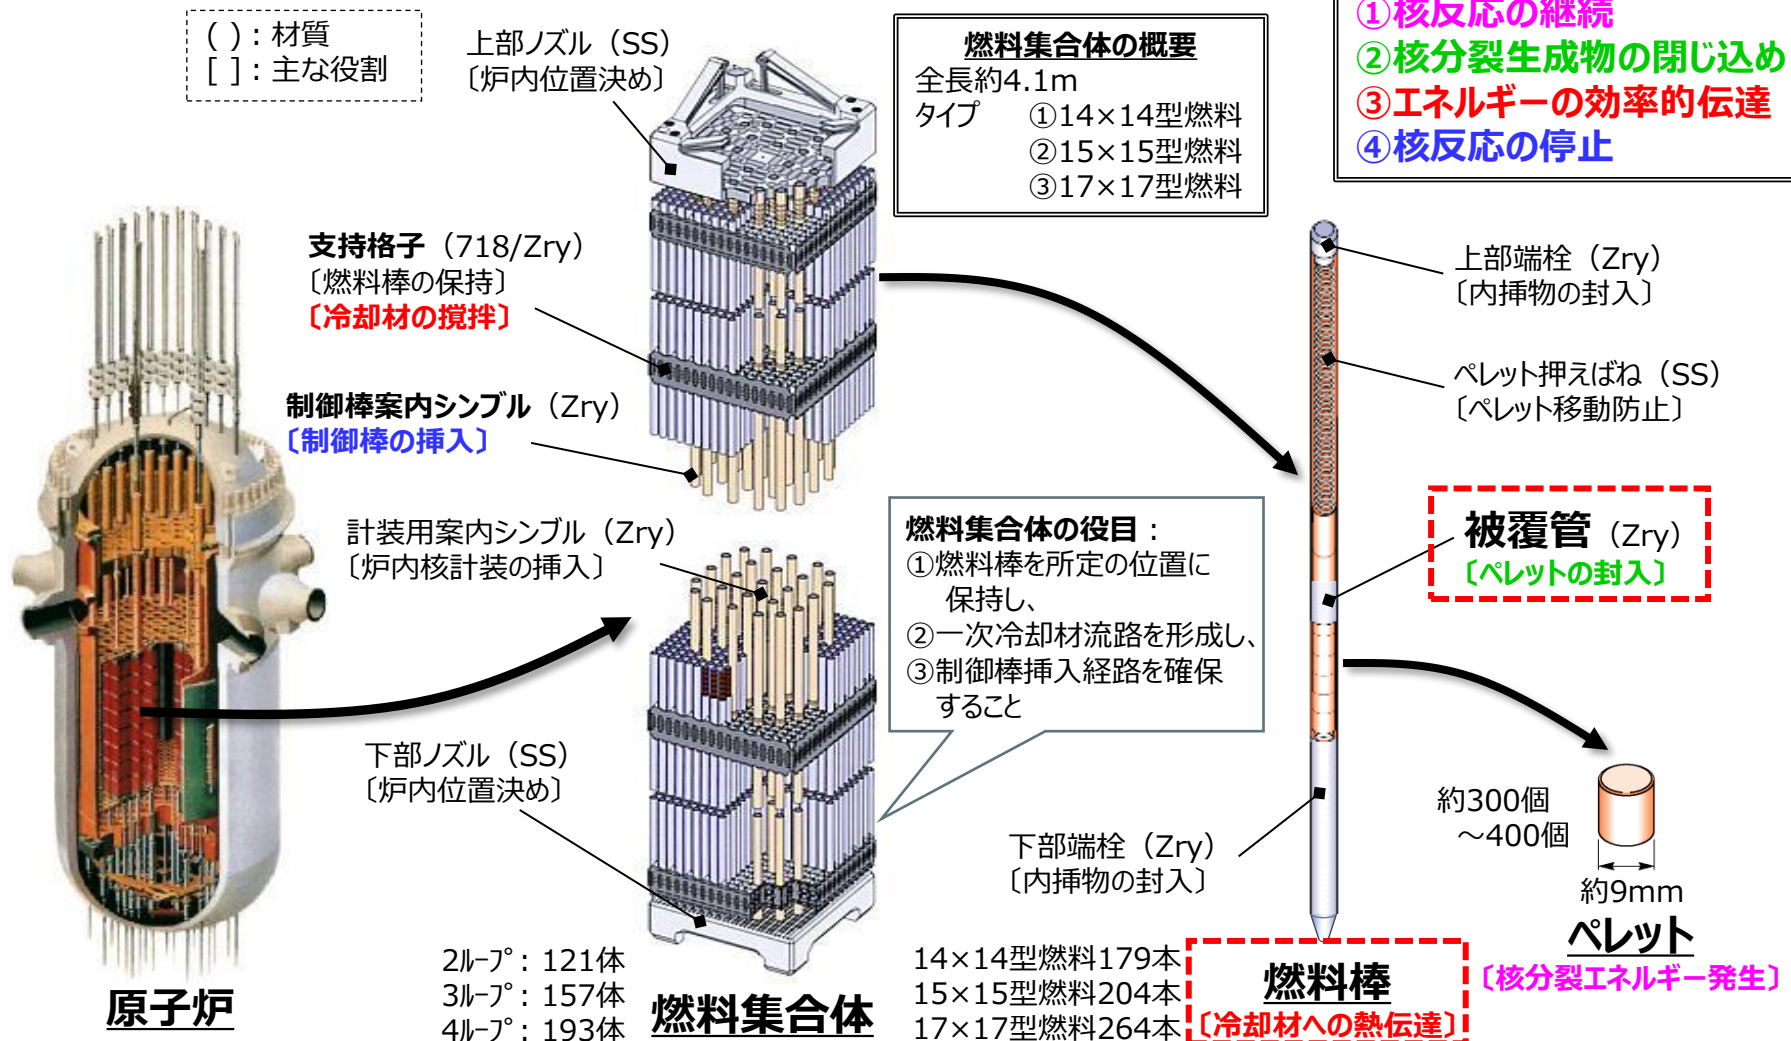 ( )：材質
[ ]：主な役割
上部ノズル（SS）
〔炉内位置決め〕
燃料集合体の概要
全長約4.1m
タイプ　①14×14型燃料
②15×15型燃料
③17×17型燃料
①核反応の継続
②核分裂生成物の閉じ込め
③エネルギーの効率的伝達
④核反応の停止
支持格子（718/Zry）
〔燃料棒の保持〕
〔冷却材の撹拌〕
制御棒案内シンブル（Zry）
〔制御棒の挿入〕
計装用案内シンブル（Zry）
〔炉内核計装の挿入〕
下部ノズル（SS）
〔炉内位置決め〕
燃料集合体の役目：
①燃料棒を所定の位置に
保持し、
②一次冷却材流路を形成し、
③制御棒挿入経路を確保
すること
上部端栓（Zry）
〔内挿物の封入〕
ペレット押えばね（SS）
〔ペレット移動防止〕
被覆管（Zry）
〔ペレットの封入〕
下部端栓（Zry）
〔内挿物の封入〕
約300個
～400個
約9mm
ペレット
〔核分裂エネルギー発生〕
原子炉
2ループ：121体
3ループ：157体
4ループ：193体
燃料集合体
14×14型燃料179本
15×15型燃料204本
17×17型燃料264本
燃料棒
〔冷却材への熱伝達〕